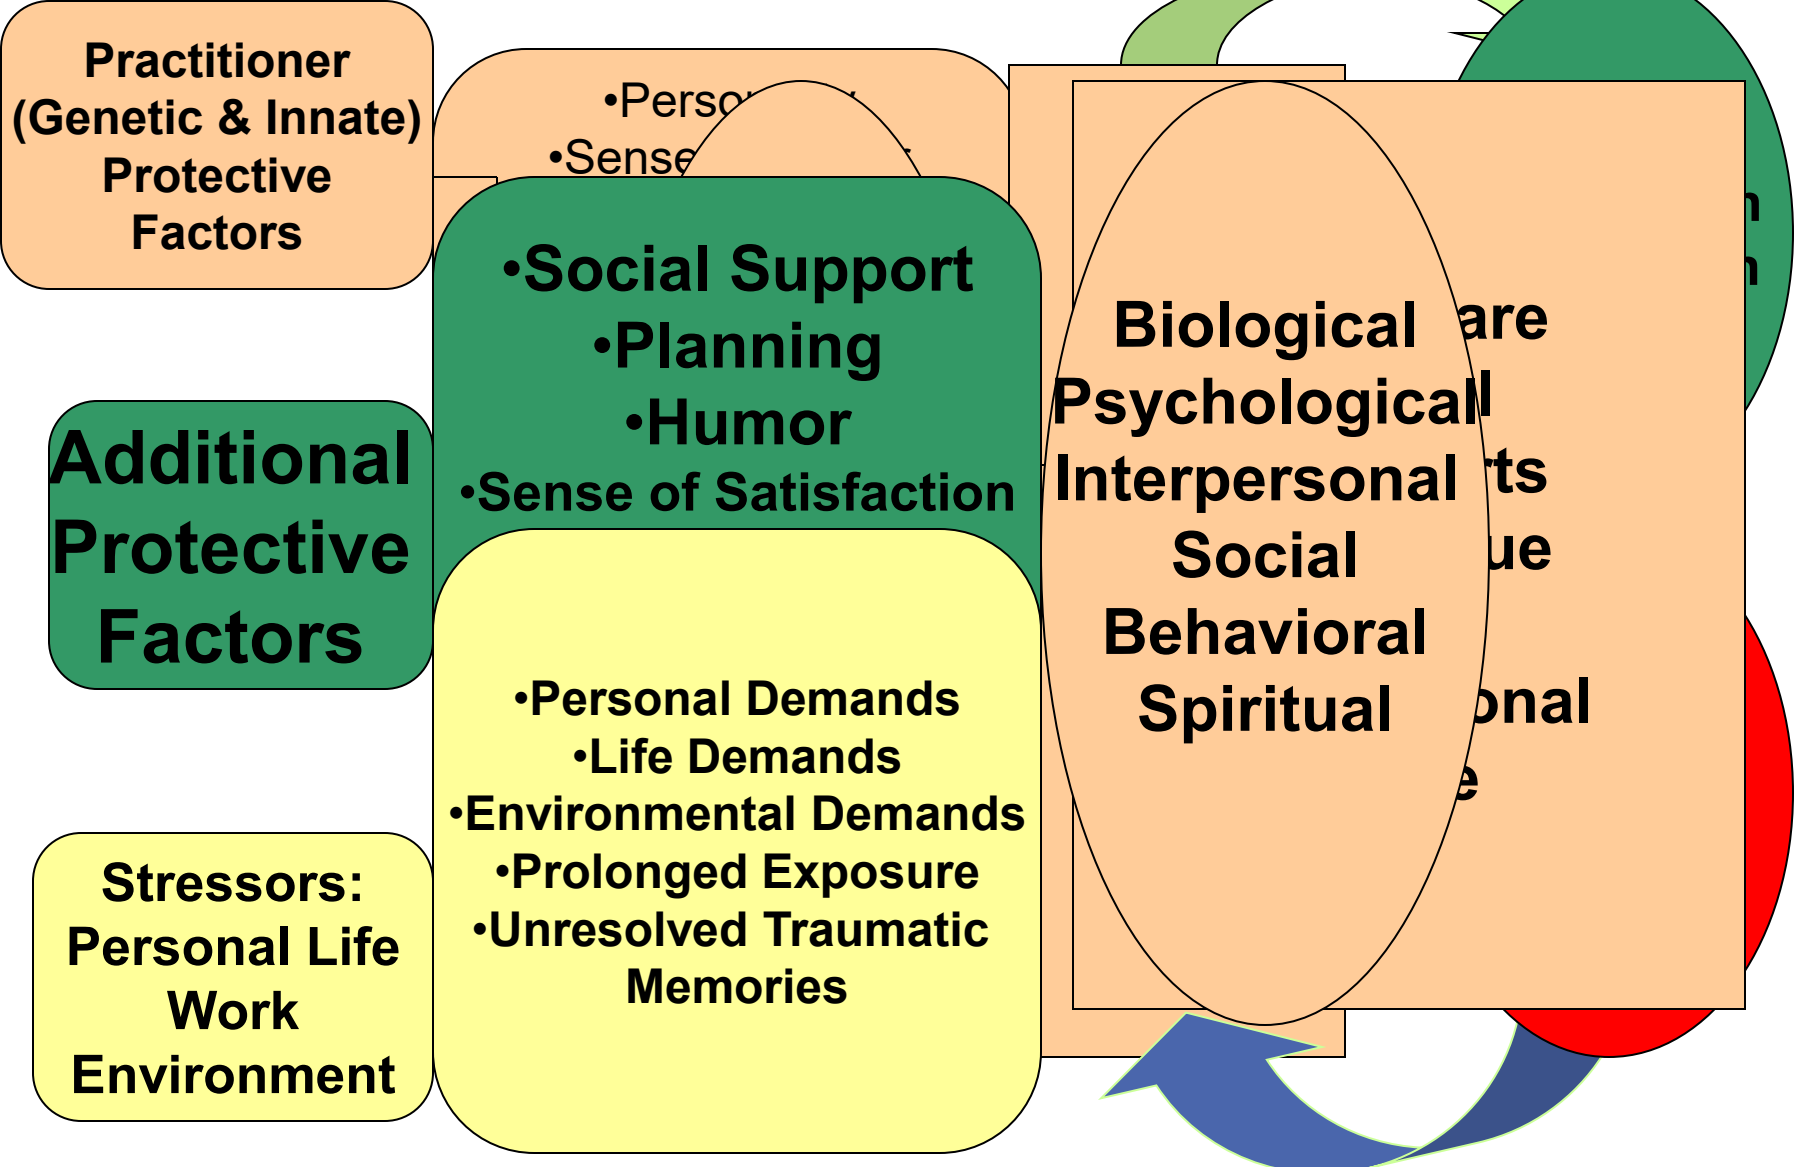 Practitioner
(Genetic & Innate)
Protective
Factors
•Sense
•Social Support
•Planning
•Humor
•Sense of Satisfaction
Additional
Protective
Factors
•Personal Demands
•Life Demands
•Environmental Demands
•Prolonged Exposure
•Unresolved Traumatic
Memories
Stressors:
Personal Life
Work
Environment
Biological
Psychological
Interpersonal
Social
Behavioral
Spiritual